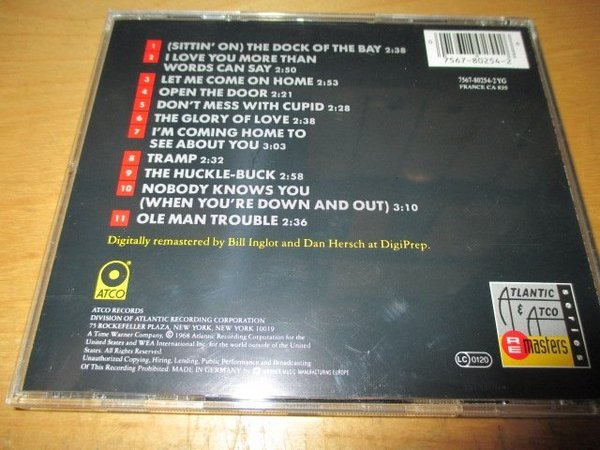 1 (SITTIN' ON) THE DOCK OF THE BAY 2:38
2 I LOVE YOU MORE THAN
WORDS CAN SAY 2:50
3 LET ME COME ON HOME 2:53
4 OPEN THE DOOR 2:21
5 DON'T MESS WITH CUPID 2:28
6 THE GLORY OF LOVE 2:38
7 I'M COMING HOME TO
SEE ABOUT YOU 3:03
8 TRAMP 2:32
9 THE HUCKLE-BUCK 2:58
10 NOBODY KNOWS YOU
(WHEN YOU'RE DOWN AND OUT) 3:10
11 OLE MAN TROUBLE 2:36
Digitally remastered by Bill Inglot and Dan Hersch at DigiPrep.
7567-80254-2
7567-80254-2 YG
FRANCE CA 835
ATCO
ATCO RECORDS
DIVISION OF ATLANTIC RECORDING CORPORATION
75 ROCKEFELLER PLAZA, NEW YORK, NEW YORK 10019
A Time Warner Company. Ⓟ 1968 Atlantic Recording Corporation for the
United States and WEA International Inc. for the world outside of the United
States. All Rights Reserved.
Unauthorized Copying, Hiring, Lending, Public Performance and Broadcasting
Of This Recording Prohibited. MADE IN GERMANY BY WARNER MUSIC MANUFACTURING EUROPE
LC 0120
ATLANTIC
& ATCO
RE masters
series